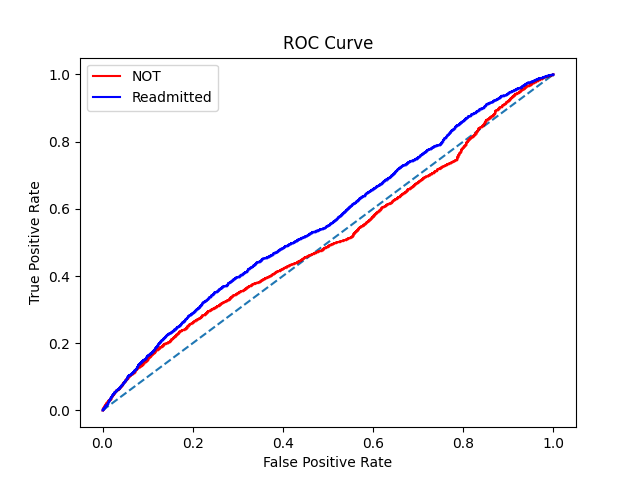 ROC Curve
NOT
Readmitted
1.0
0.8
0.6
0.4
0.2
0.0
True Positive Rate
0.0 0.2 0.4 0.6 0.8 1.0
False Positive Rate